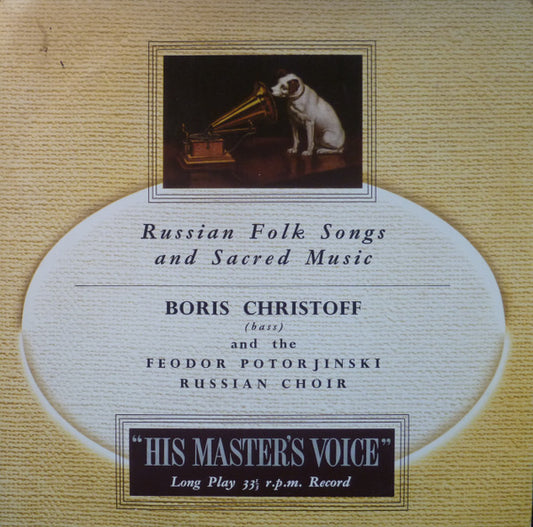 Russian Folk Songs
and Sacred Music
BORIS CHRISTOFF
(bass)
and the
FEODOR POTORJINSKI
RUSSIAN CHOIR
"HIS MASTER'S VOICE"
Long Play 33⅓ r.p.m. Record